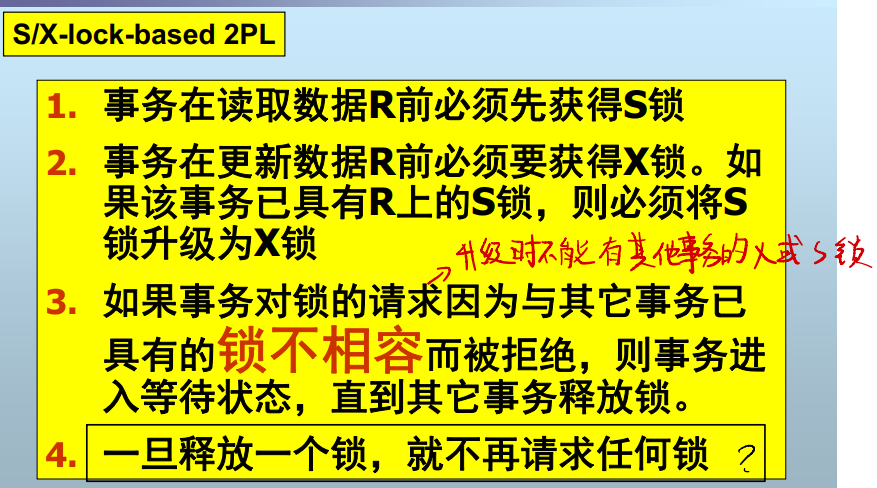 S/X-lock-based 2PL
1. 事务在读取数据R前必须先获得S锁
2. 事务在更新数据R前必须要获得X锁。如
果该事务已具有R上的S锁，则必须将S
锁升级为X锁
→升级时不能有其他事务的X或S锁
3. 如果事务对锁的请求因为与其它事务已
具有的锁不相容而被拒绝，则事务进
入等待状态，直到其它事务释放锁。
4. 一旦释放一个锁，就不再请求任何锁 ?